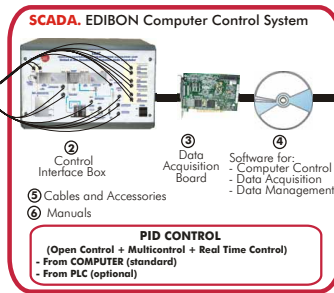 SCADA. EDIBON Computer Control System
2
Control
Interface Box
3
Data
Acquisition
Board
4
Software for:
- Computer Control
- Data Acquisition
- Data Management
5 Cables and Accessories
6 Manuals
PID CONTROL
(Open Control + Multicontrol + Real Time Control)
- From COMPUTER (standard)
- From PLC (optional)